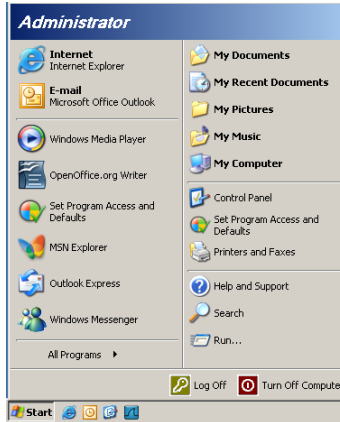 Administrator
Internet
Internet Explorer
E-mail
Microsoft Office Outlook
Windows Media Player
OpenOffice.org Writer
Set Program Access and
Defaults
MSN Explorer
Outlook Express
Windows Messenger
All Programs
My Documents
My Recent Documents
My Pictures
My Music
My Computer
Control Panel
Set Program Access and
Defaults
Printers and Faxes
Help and Support
Search
Run...
Log Off
Turn Off Compute
Start